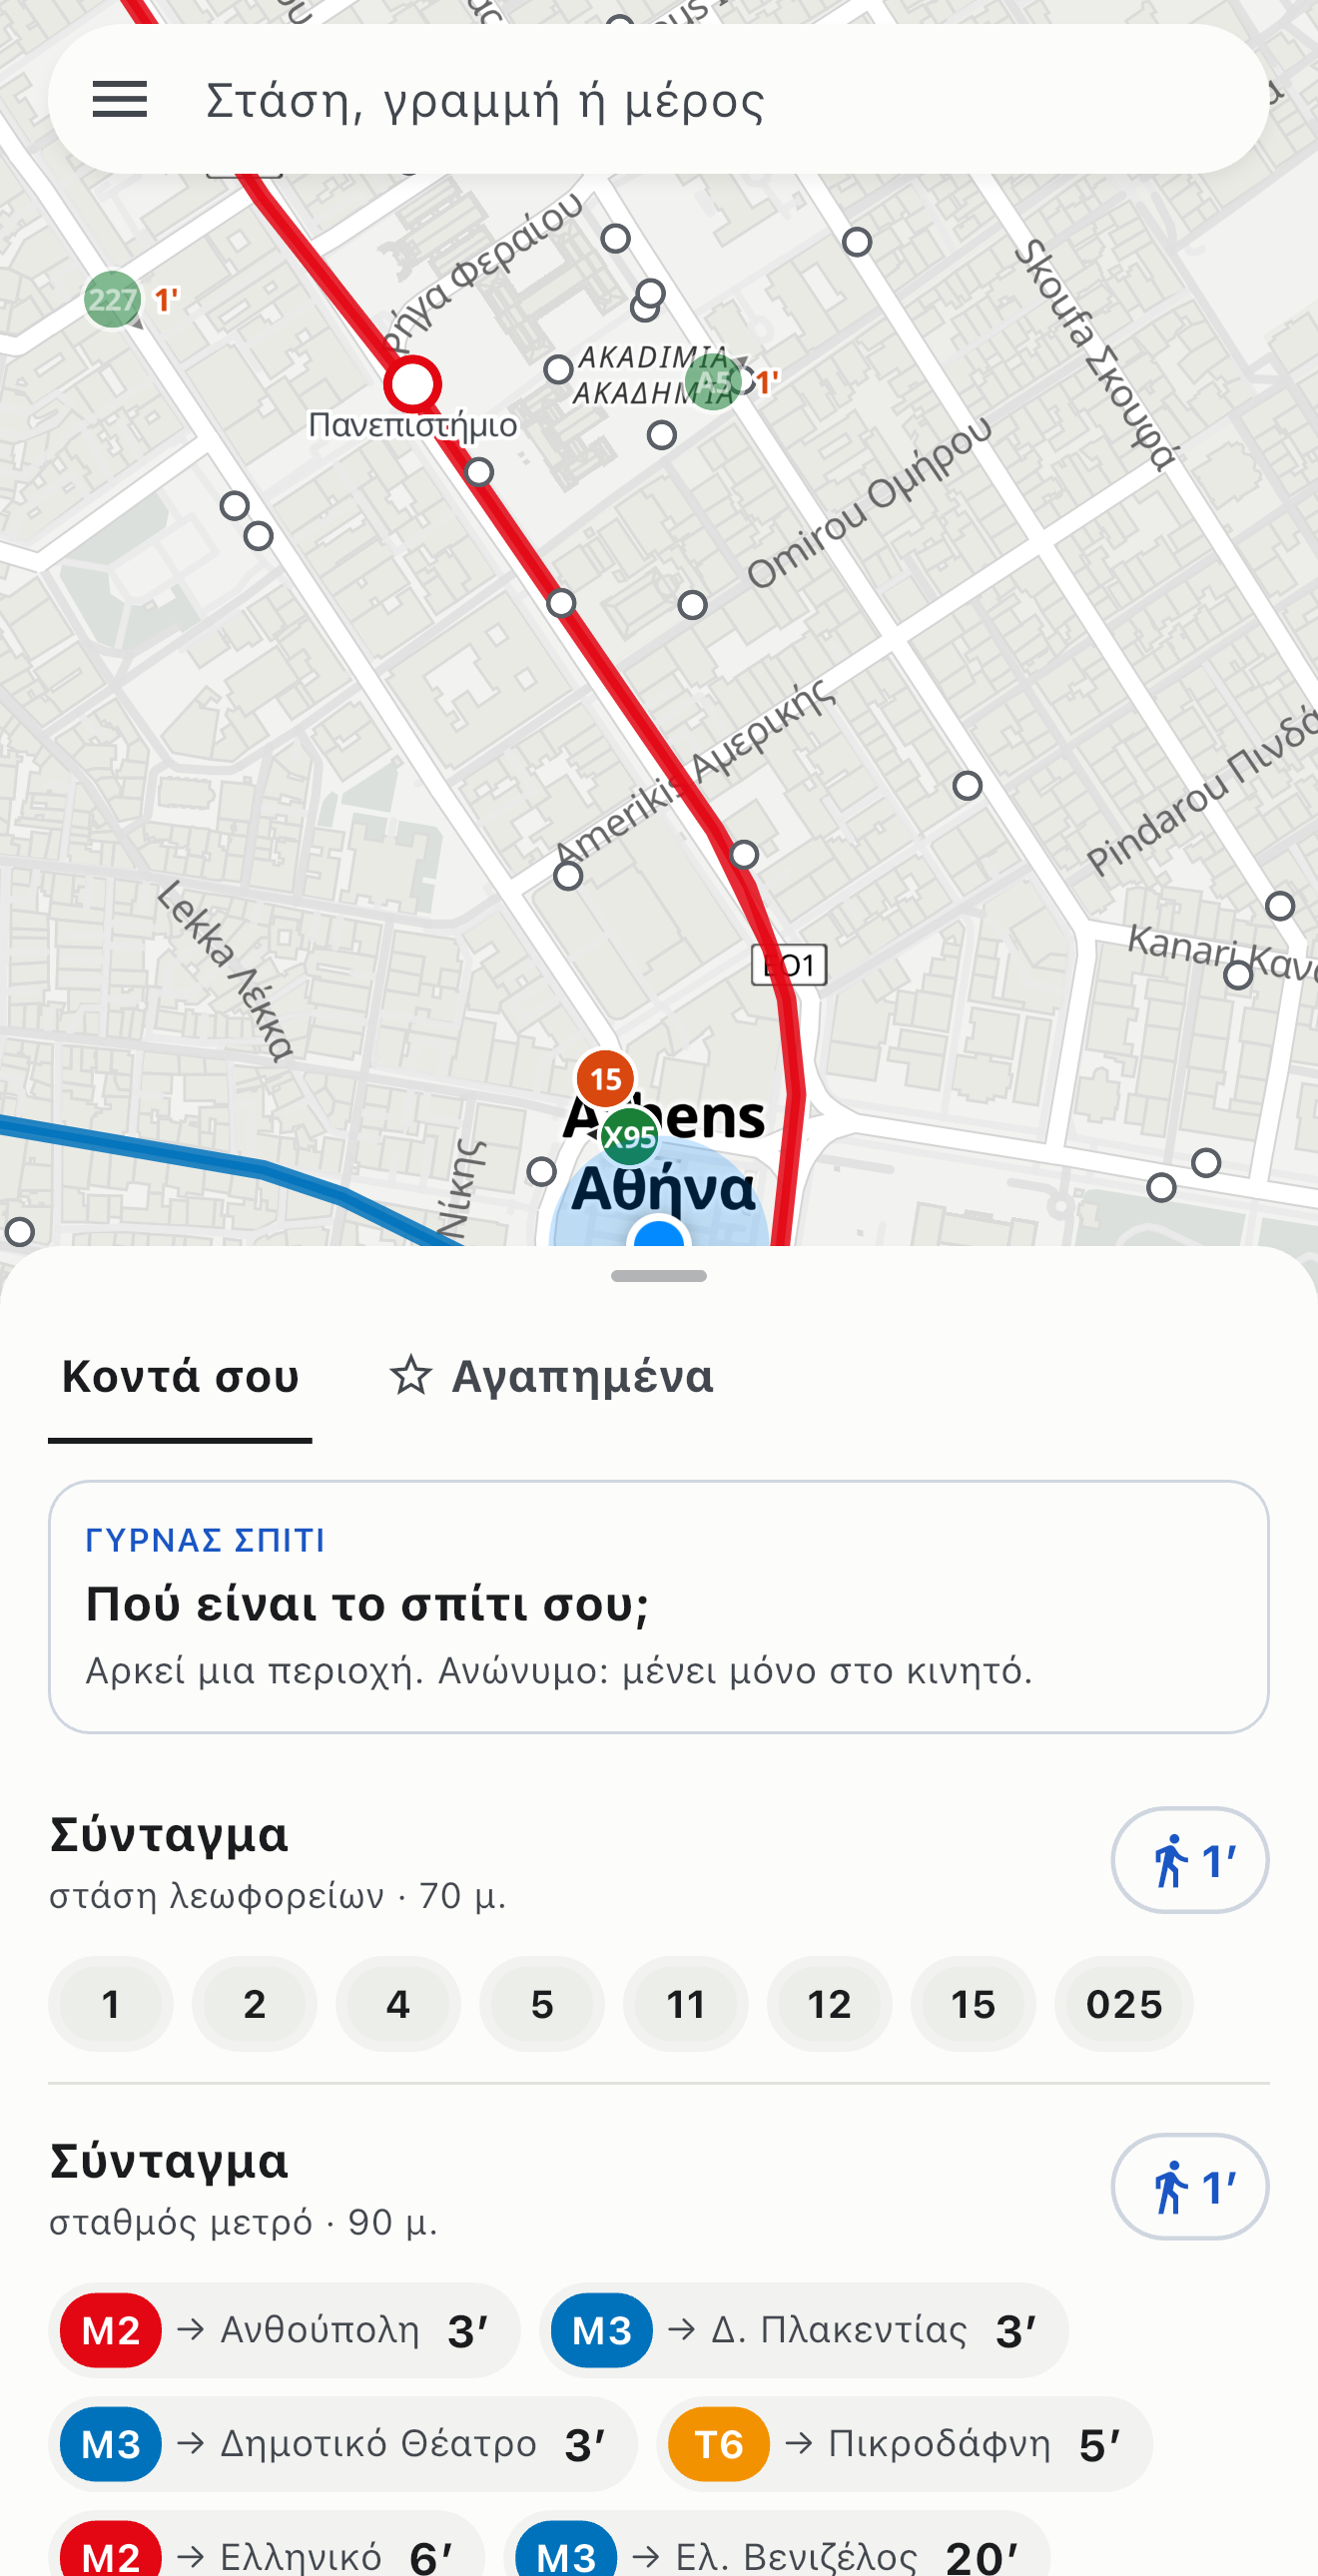 Στάση, γραμμή ή μέρος
Ρήγα Φεραίου
Skoufa Σκουφά
227 1'
AKADIMIA
ΑΚΑΔΗΜΙΑ
A5 1'
Πανεπιστήμιο
Omirou Ομήρου
Amerikis Αμερικής
Pindarou
Lekka Λέκκα
Kanari
EO1
15
Athens
X95
Αθήνα
Νίκης
Κοντά σου
Αγαπημένα
ΓΥΡΝΑΣ ΣΠΙΤΙ
Πού είναι το σπίτι σου;
Αρκεί μια περιοχή. Ανώνυμο: μένει μόνο στο κινητό.
Σύνταγμα
1′
στάση λεωφορείων · 70 μ.
1 2 4 5 11 12 15 025
Σύνταγμα
1′
σταθμός μετρό · 90 μ.
M2 → Ανθούπολη 3′ M3 → Δ. Πλακεντίας 3′
M3 → Δημοτικό Θέατρο 3′ T6 → Πικροδάφνη 5′
M2 → Ελληνικό 6′ M3 → Ελ. Βενιζέλος 20′